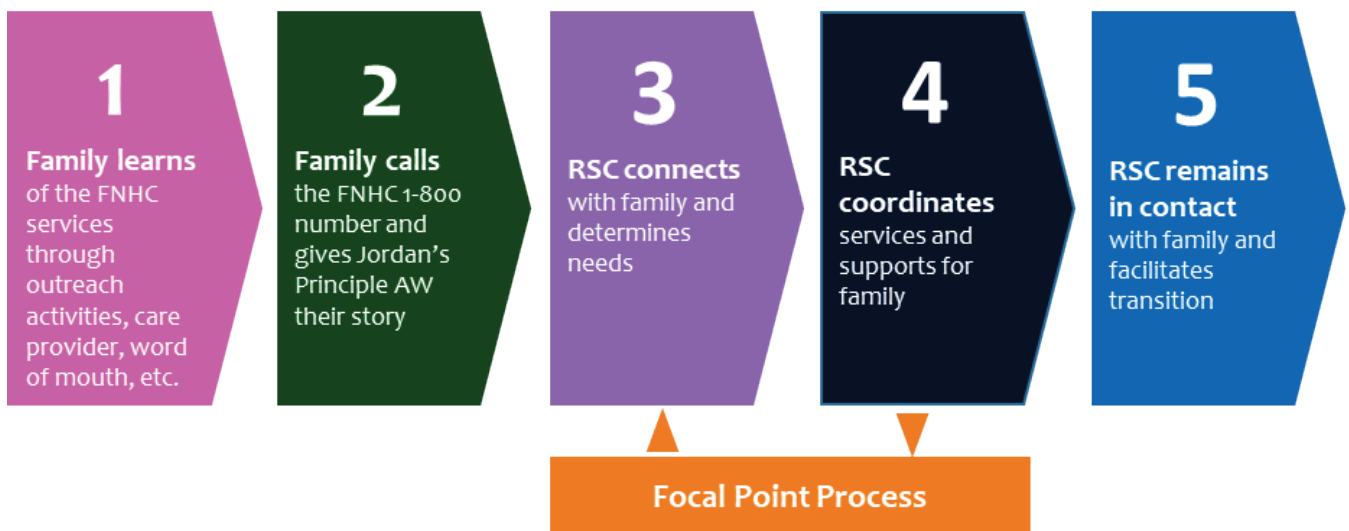 1
Family learns
of the FNHC
services
through
outreach
activities, care
provider, word
of mouth, etc.
2
Family calls
the FNHC 1-800
number and
gives Jordan's
Principle AW
their story
3
RSC connects
with family and
determines
needs
4
RSC
coordinates
services and
supports for
family
5
RSC remains
in contact
with family and
facilitates
transition
Focal Point Process